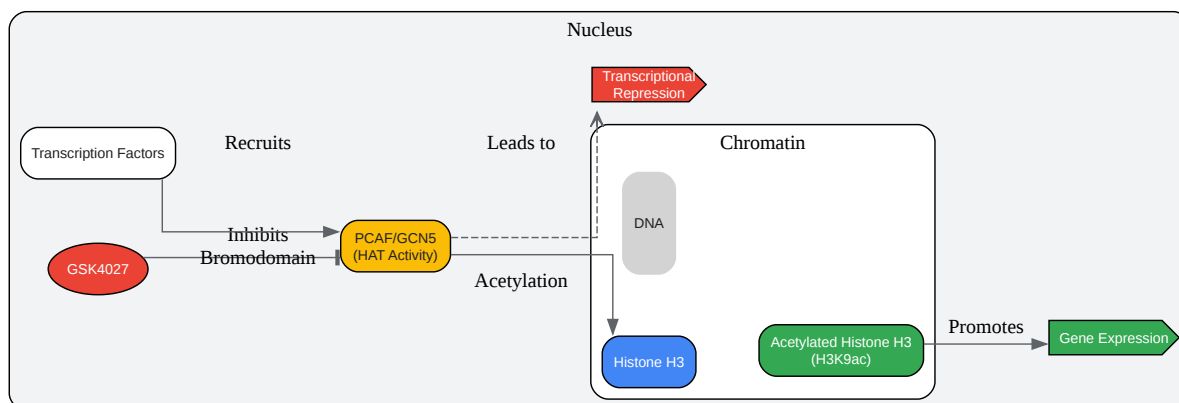 Nucleus
Transcriptional
Repression
Transcription Factors
Recruits
Leads to
Chromatin
DNA
Inhibits
Bromodomain
PCAF/GCN5
(HAT Activity)
GSK4027
Acetylation
Histone H3
Acetylated Histone H3
(H3K9ac)
Promotes
Gene Expression